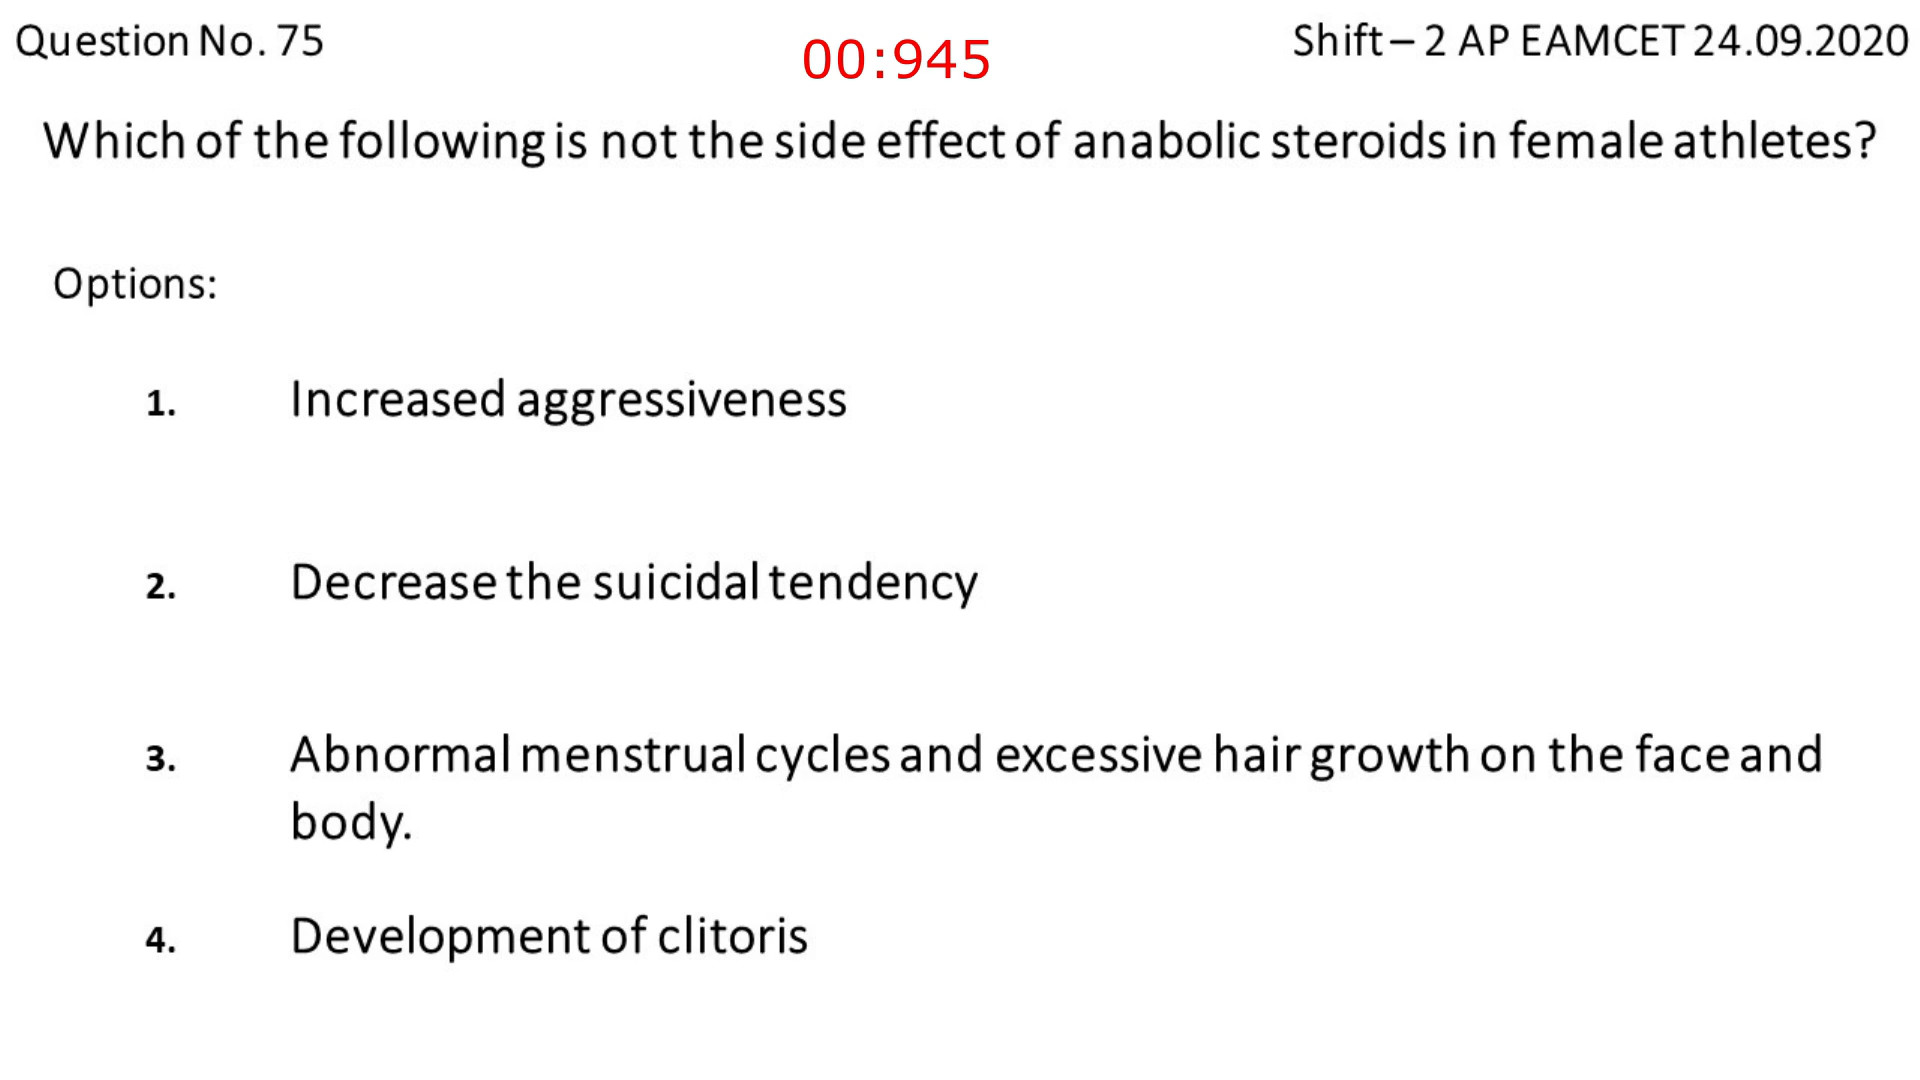 Question No. 75
00:945
Shift – 2 AP EAMCET 24.09.2020
Which of the following is not the side effect of anabolic steroids in female athletes?
Options:
1. Increased aggressiveness
2. Decrease the suicidal tendency
3. Abnormal menstrual cycles and excessive hair growth on the face and
body.
4. Development of clitoris